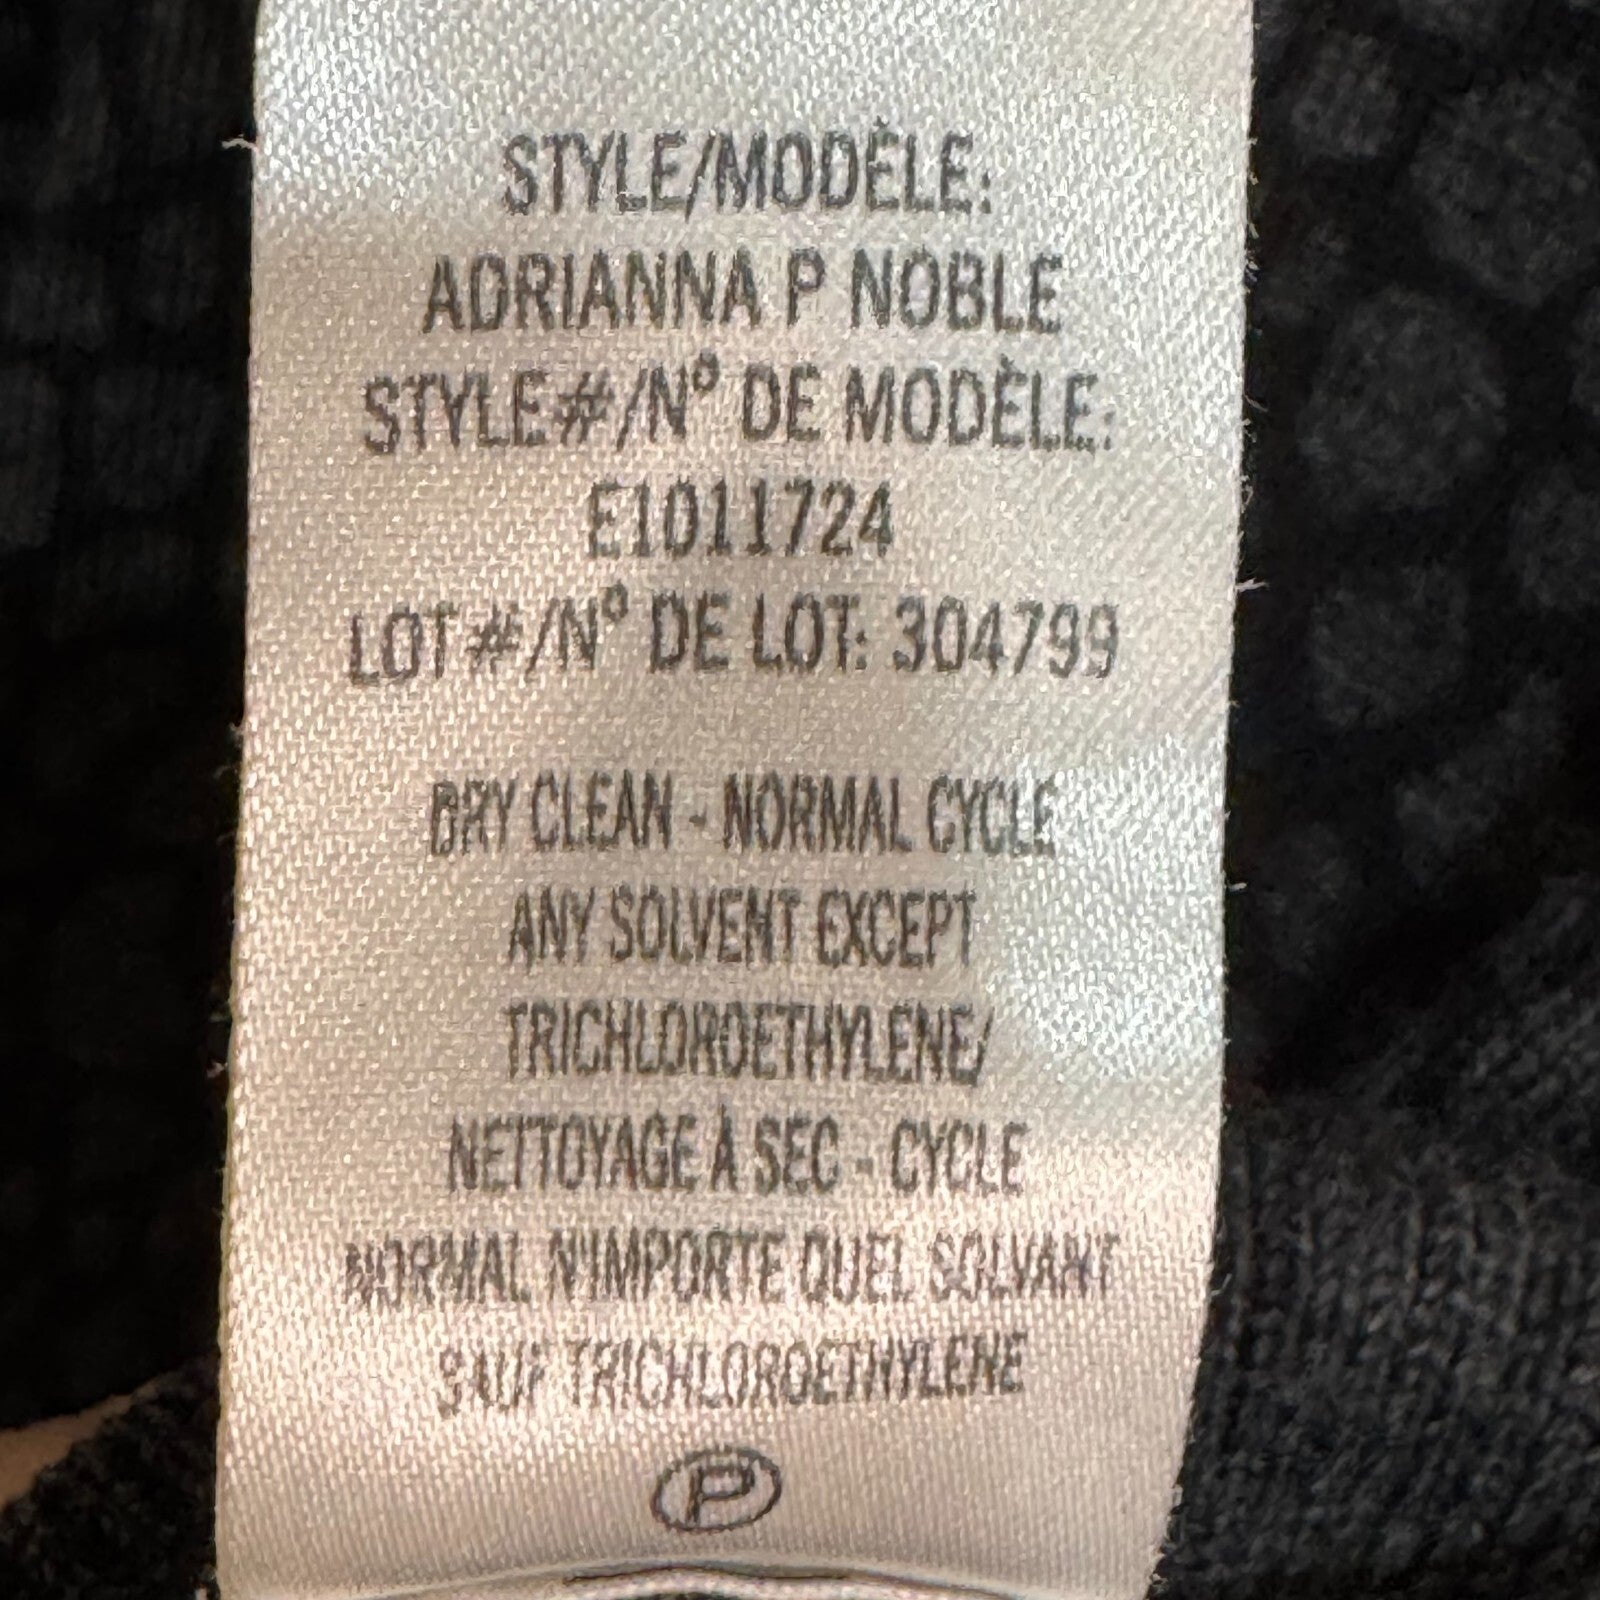 STYLE/MODÈLE:
ADRIANNA P NOBLE
STYLE#/N° DE MODÈLE:
E1011724
LOT#/N° DE LOT: 304799
DRY CLEAN - NORMAL CYCLE
ANY SOLVENT EXCEPT
TRICHLOROETHYLENE/
NETTOYAGE À SEC - CYCLE
NORMAL N'IMPORTE QUEL SOLVANT
SAUF TRICHLOROETHYLENE
P